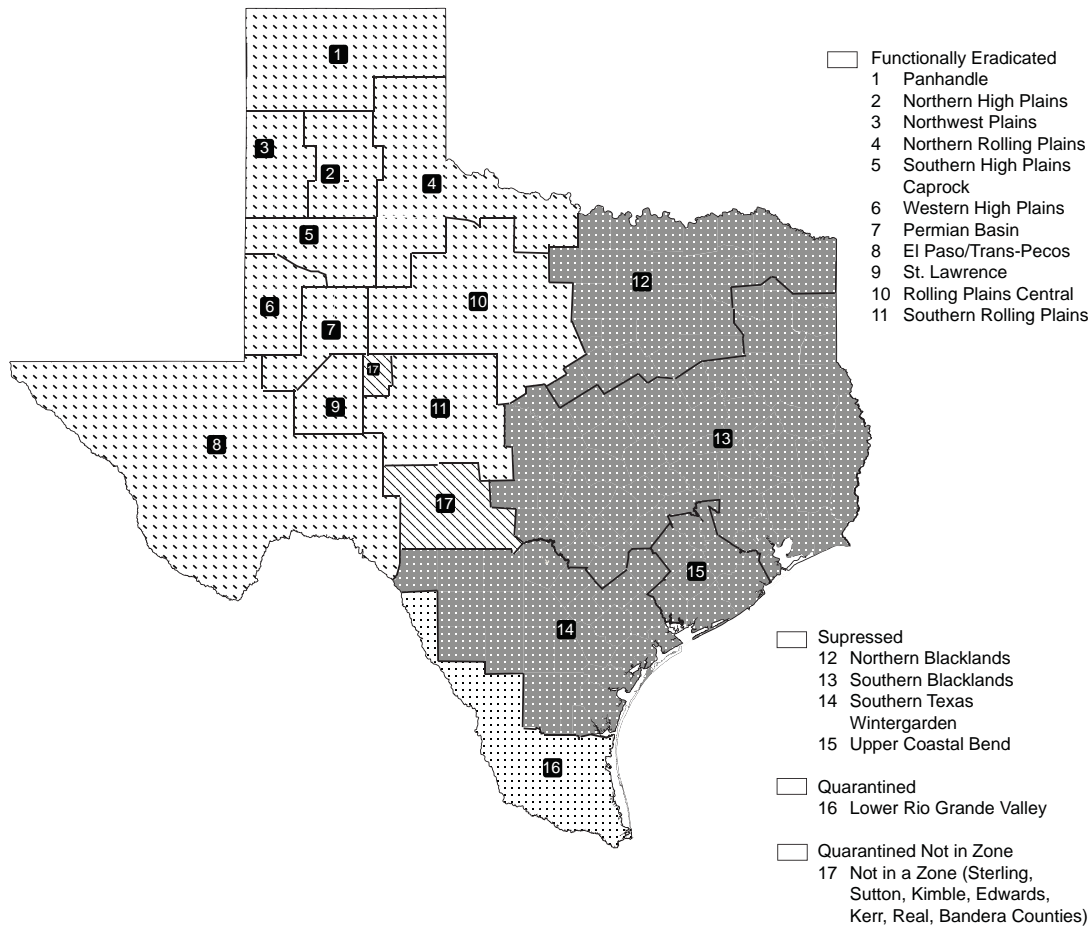 1
3
2
4
5
6
10
7
17
9
11
8
17
12
13
15
14
16
Functionally Eradicated
1 Panhandle
2 Northern High Plains
3 Northwest Plains
4 Northern Rolling Plains
5 Southern High Plains
Caprock
6 Western High Plains
7 Permian Basin
8 El Paso/Trans-Pecos
9 St. Lawrence
10 Rolling Plains Central
11 Southern Rolling Plains
Supressed
12 Northern Blacklands
13 Southern Blacklands
14 Southern Texas
Wintergarden
15 Upper Coastal Bend
Quarantined
16 Lower Rio Grande Valley
Quarantined Not in Zone
17 Not in a Zone (Sterling,
Sutton, Kimble, Edwards,
Kerr, Real, Bandera Counties)